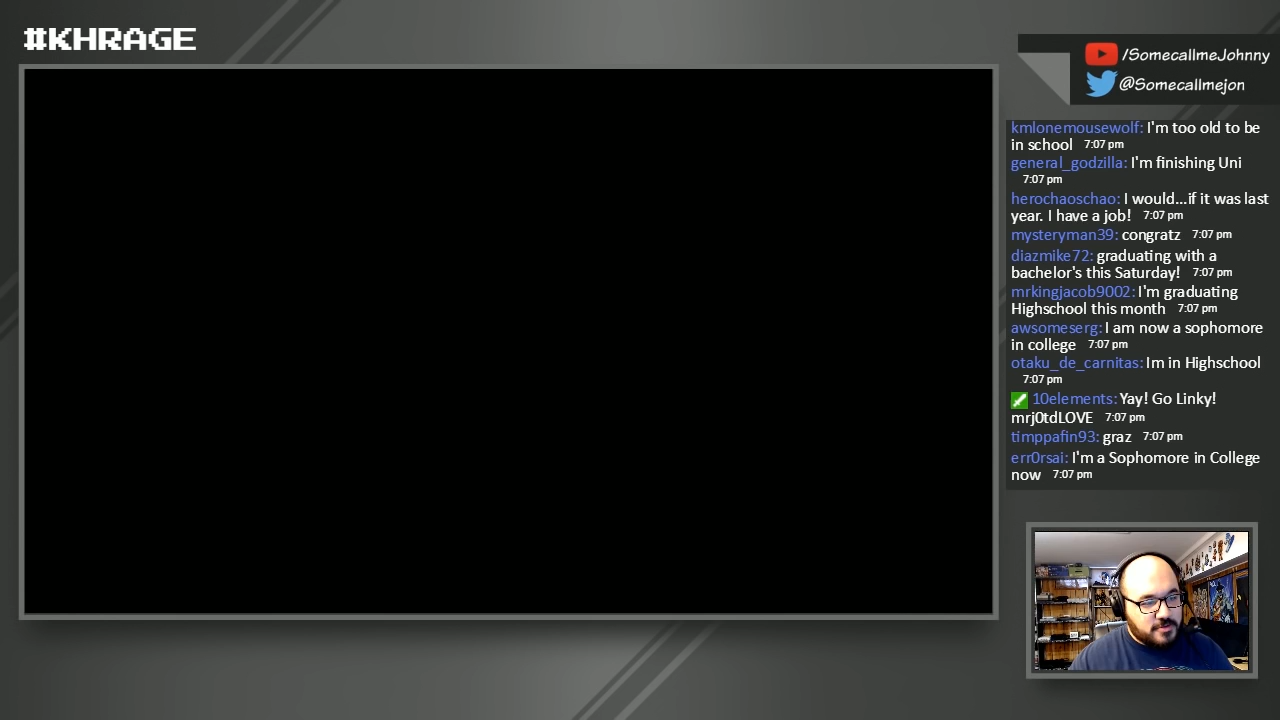 #KHRAGE
/SomecallmeJohnny
@Somecallmejon
kmlonemousewolf: I'm too old to be
in school 7:07 pm
general_godzilla: I'm finishing Uni
7:07 pm
herochaoschao: I would...if it was last
year. I have a job! 7:07 pm
mysteryman39: congratz 7:07 pm
diazmike72: graduating with a
bachelor's this Saturday! 7:07 pm
mrkingjacob9002: I'm graduating
Highschool this month 7:07 pm
awsomeserg: I am now a sophomore
in college 7:07 pm
otaku_de_carnitas: Im in Highschool
7:07 pm
10elements: Yay! Go Linky!
mrj0tdLOVE 7:07 pm
timppafin93: graz 7:07 pm
err0rsai: I'm a Sophomore in College
now 7:07 pm